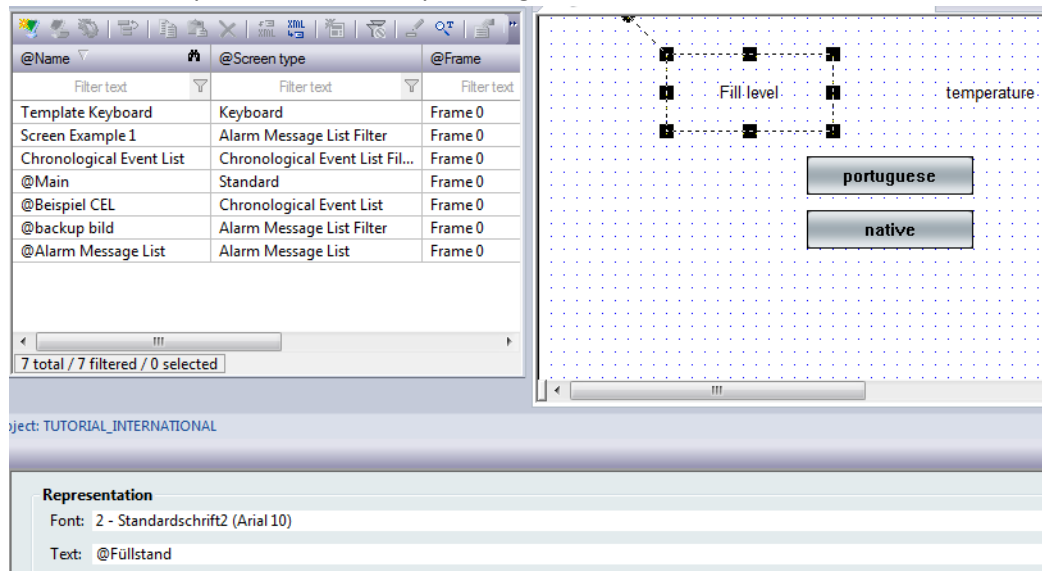 XML XML
@Name @Screen type @Frame
Filter text Filter text Filter text
Template Keyboard Keyboard Frame 0
Screen Example 1 Alarm Message List Filter Frame 0
Chronological Event List Chronological Event List Fil... Frame 0
@Main Standard Frame 0
@Beispiel CEL Chronological Event List Frame 0
@backup bild Alarm Message List Filter Frame 0
@Alarm Message List Alarm Message List Frame 0
7 total / 7 filtered / 0 selected
Fill level temperature
portuguese
native
oject: TUTORIAL_INTERNATIONAL
Representation
Font: 2 - Standardschrift2 (Arial 10)
Text: @Füllstand